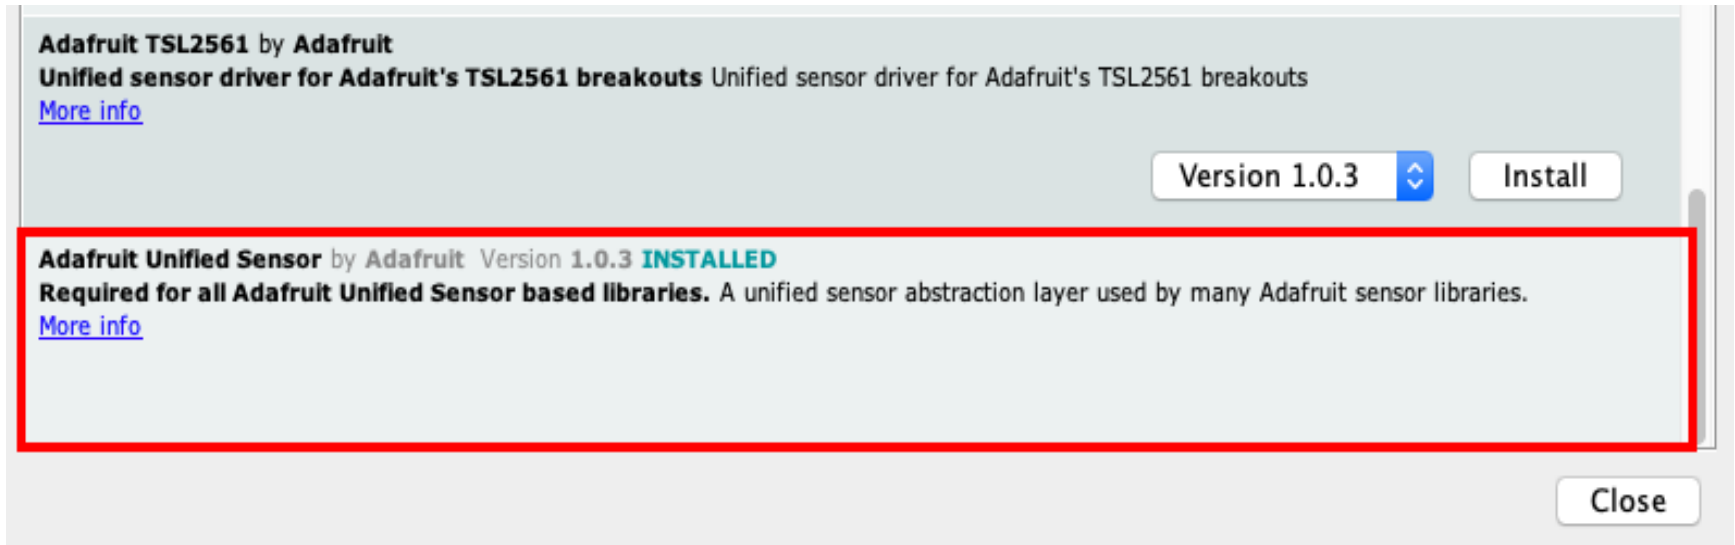 Adafruit TSL2561 by Adafruit
Unified sensor driver for Adafruit's TSL2561 breakouts Unified sensor driver for Adafruit's TSL2561 breakouts
More info
Version 1.0.3 Install
Adafruit Unified Sensor by Adafruit Version 1.0.3 INSTALLED
Required for all Adafruit Unified Sensor based libraries. A unified sensor abstraction layer used by many Adafruit sensor libraries.
More info
Close